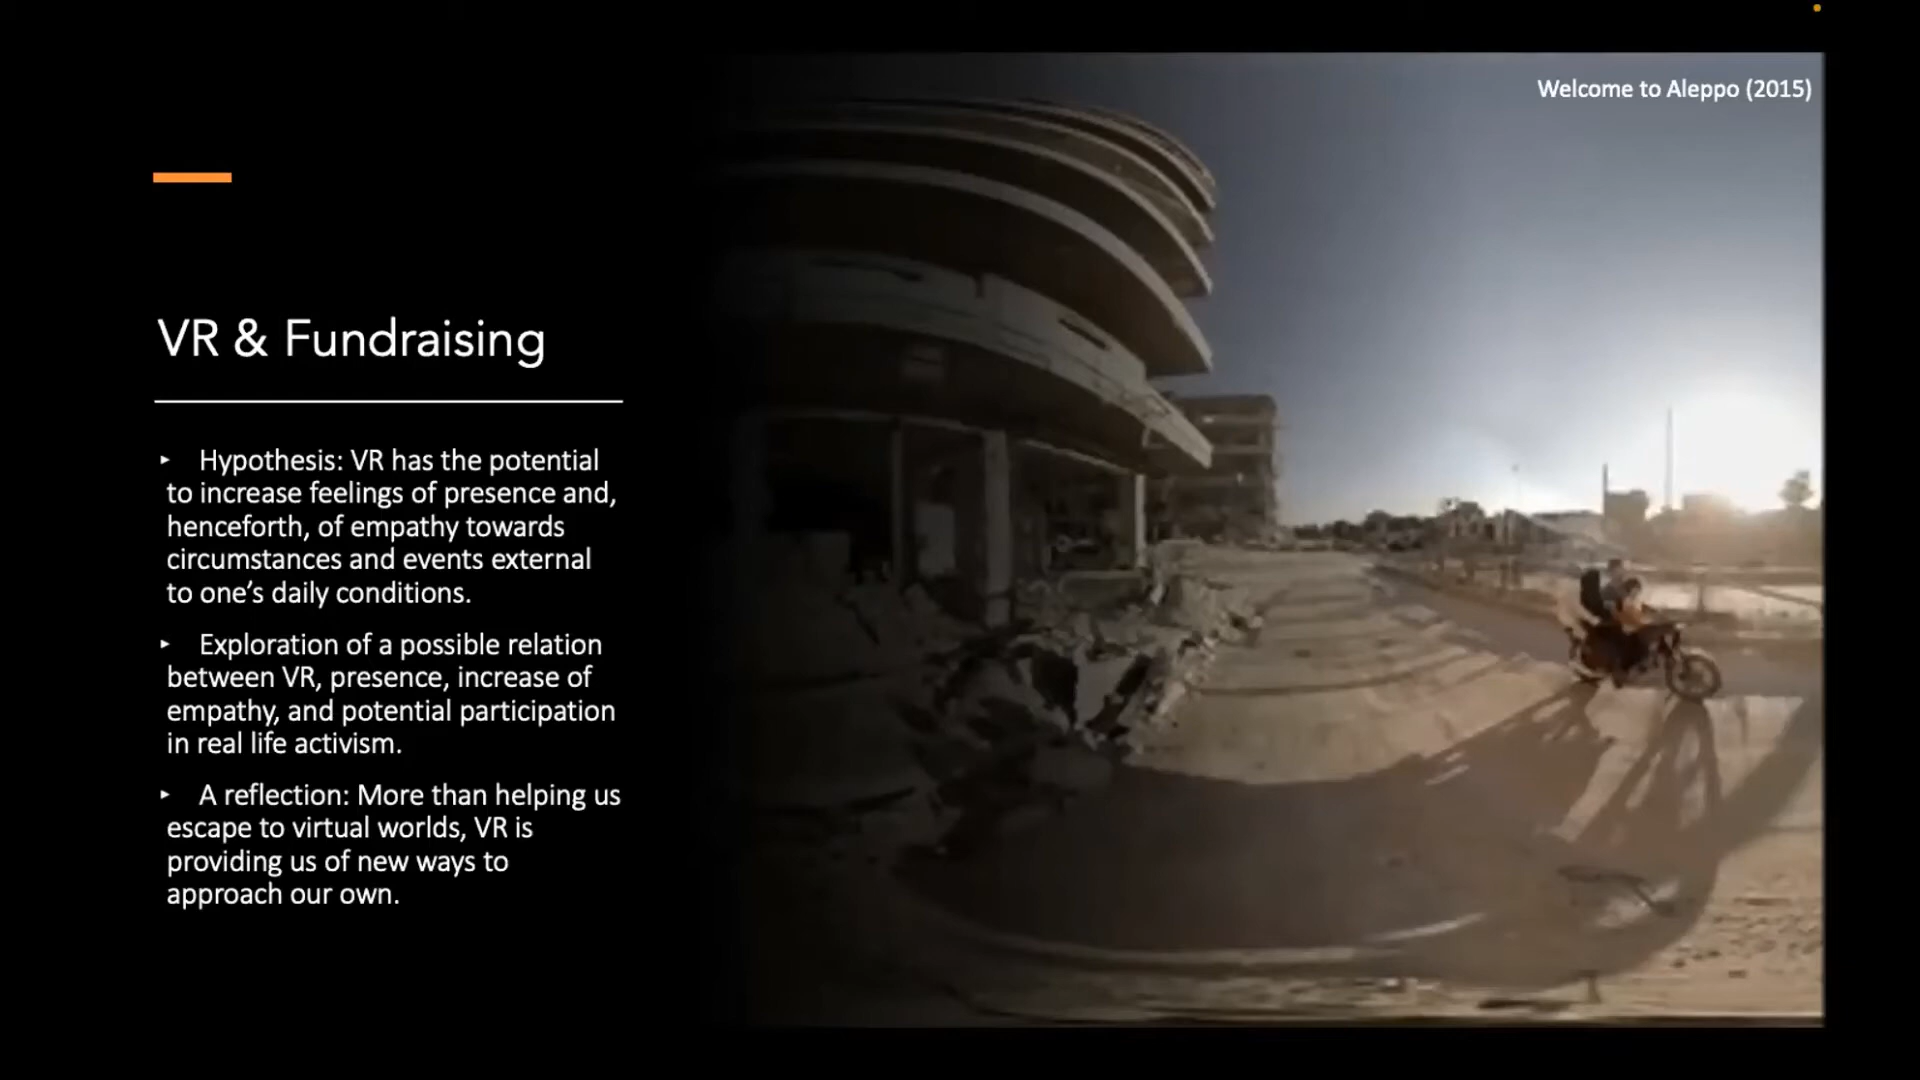 Welcome to Aleppo (2015)
VR & Fundraising
‣ Hypothesis: VR has the potential
to increase feelings of presence and,
henceforth, of empathy towards
circumstances and events external
to one’s daily conditions.
‣ Exploration of a possible relation
between VR, presence, increase of
empathy, and potential participation
in real life activism.
‣ A reflection: More than helping us
escape to virtual worlds, VR is
providing us of new ways to
approach our own.